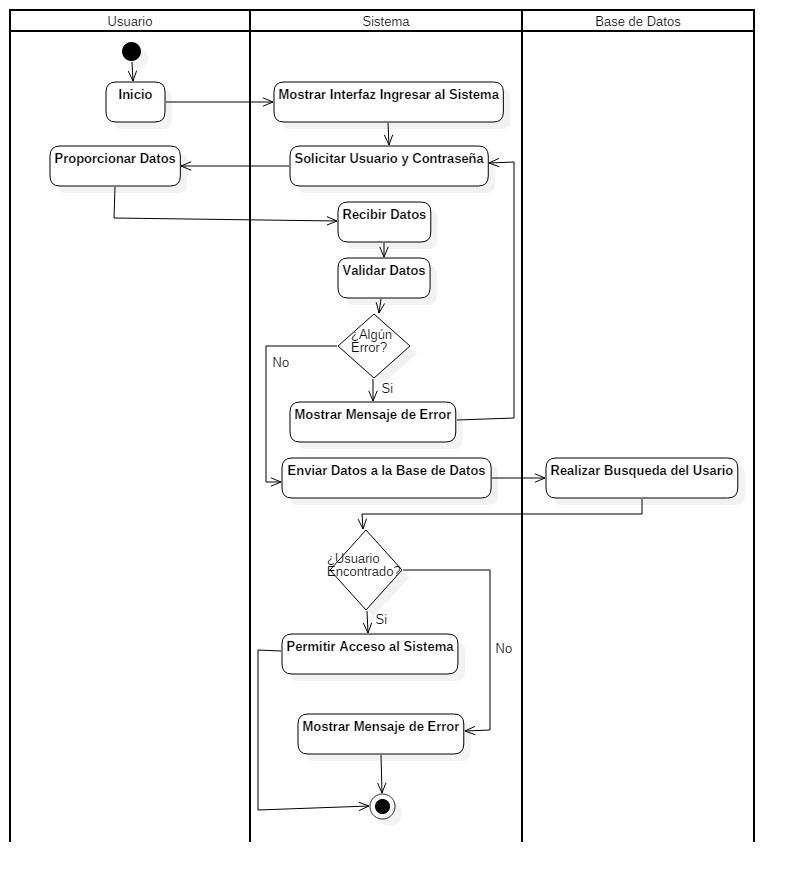 Usuario
Sistema
Base de Datos
Inicio
Mostrar Interfaz Ingresar al Sistema
Proporcionar Datos
Solicitar Usuario y Contraseña
Recibir Datos
Validar Datos
¿Algún
Error?
No
Si
Mostrar Mensaje de Error
Enviar Datos a la Base de Datos
Realizar Busqueda del Usario
¿Usuario
Encontrado?
Si
Permitir Acceso al Sistema
No
Mostrar Mensaje de Error